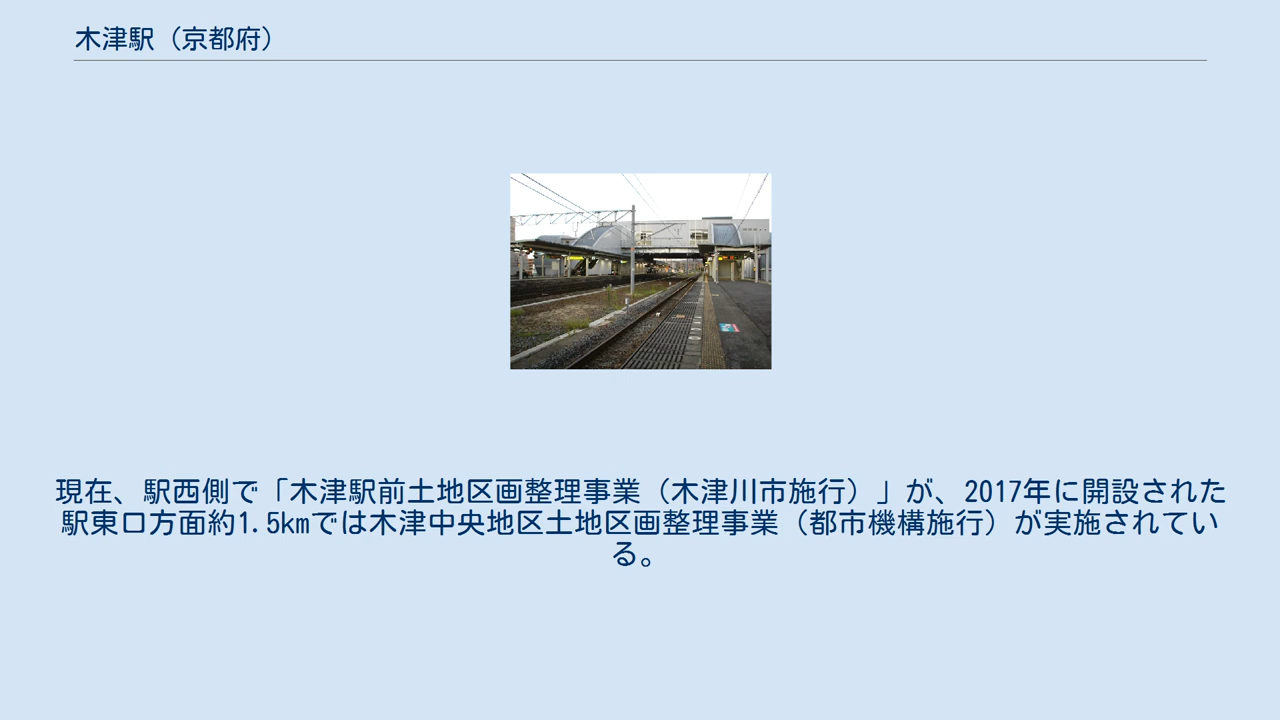 木津駅（京都府）
現在、駅西側で「木津駅前土地区画整理事業（木津川市施行）」が、2017年に開設された
駅東口方面約1.5kmでは木津中央地区土地区画整理事業（都市機構施行）が実施されてい
る。